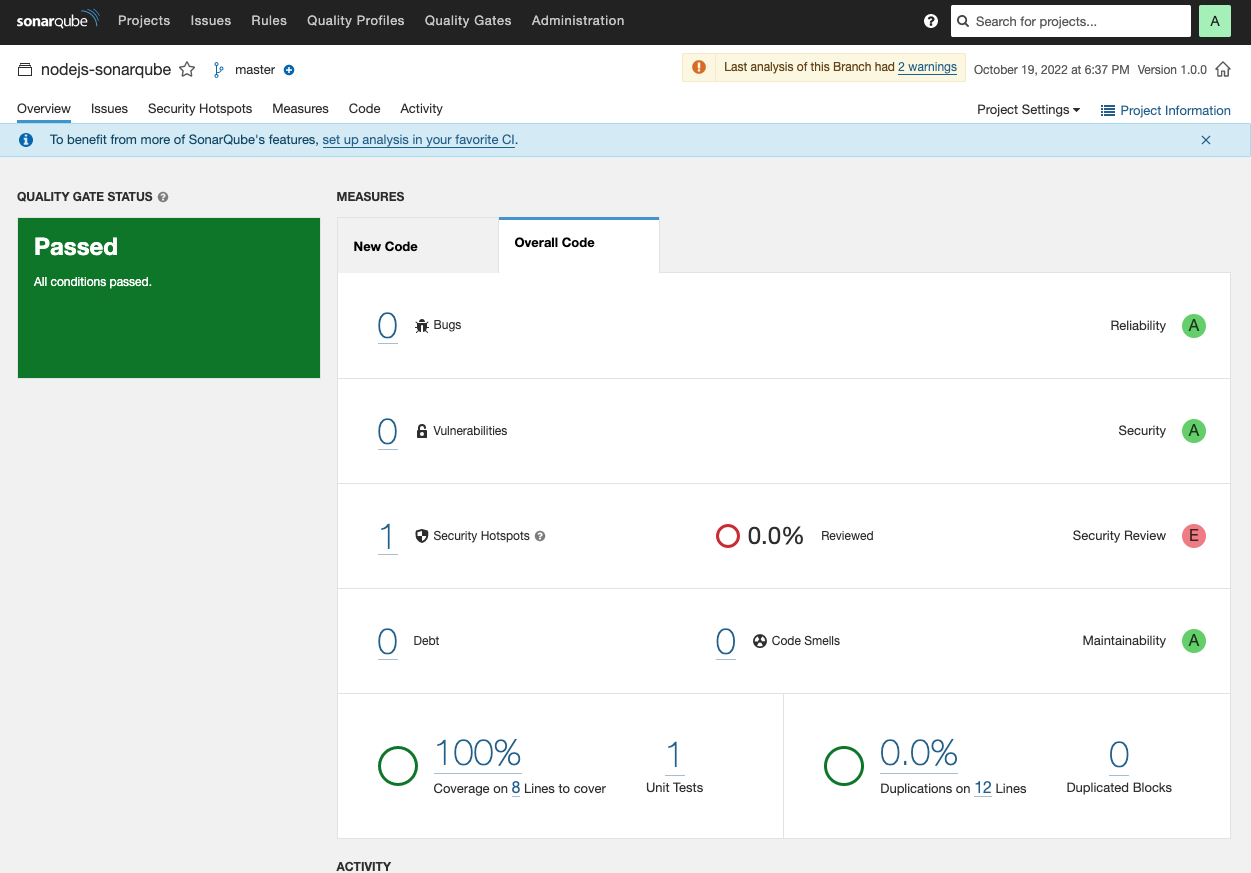 sonarqube Projects Issues Rules Quality Profiles Quality Gates Administration ? Search for projects... A
nodejs-sonarqube master Last analysis of this Branch had 2 warnings October 19, 2022 at 6:37 PM Version 1.0.0
Overview Issues Security Hotspots Measures Code Activity Project Settings Project Information
To benefit from more of SonarQube's features, set up analysis in your favorite CI.
QUALITY GATE STATUS ?
Passed
All conditions passed.
MEASURES
New Code Overall Code
0 Bugs Reliability A
0 Vulnerabilities Security A
1 Security Hotspots ? 0.0% Reviewed Security Review E
0 Debt 0 Code Smells Maintainability A
100% 1
Coverage on 8 Lines to cover Unit Tests
0.0% 0
Duplications on 12 Lines Duplicated Blocks
ACTIVITY